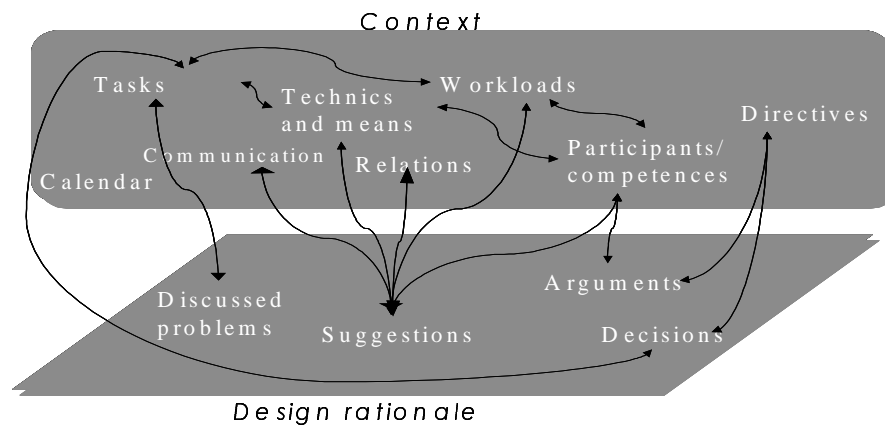 Context
Tasks
Workloads
Technics
and means
Directives
Communication
Relations
Participants/
competences
Calendar
Discussed
problems
Arguments
Suggestions
Decisions
Design rationale